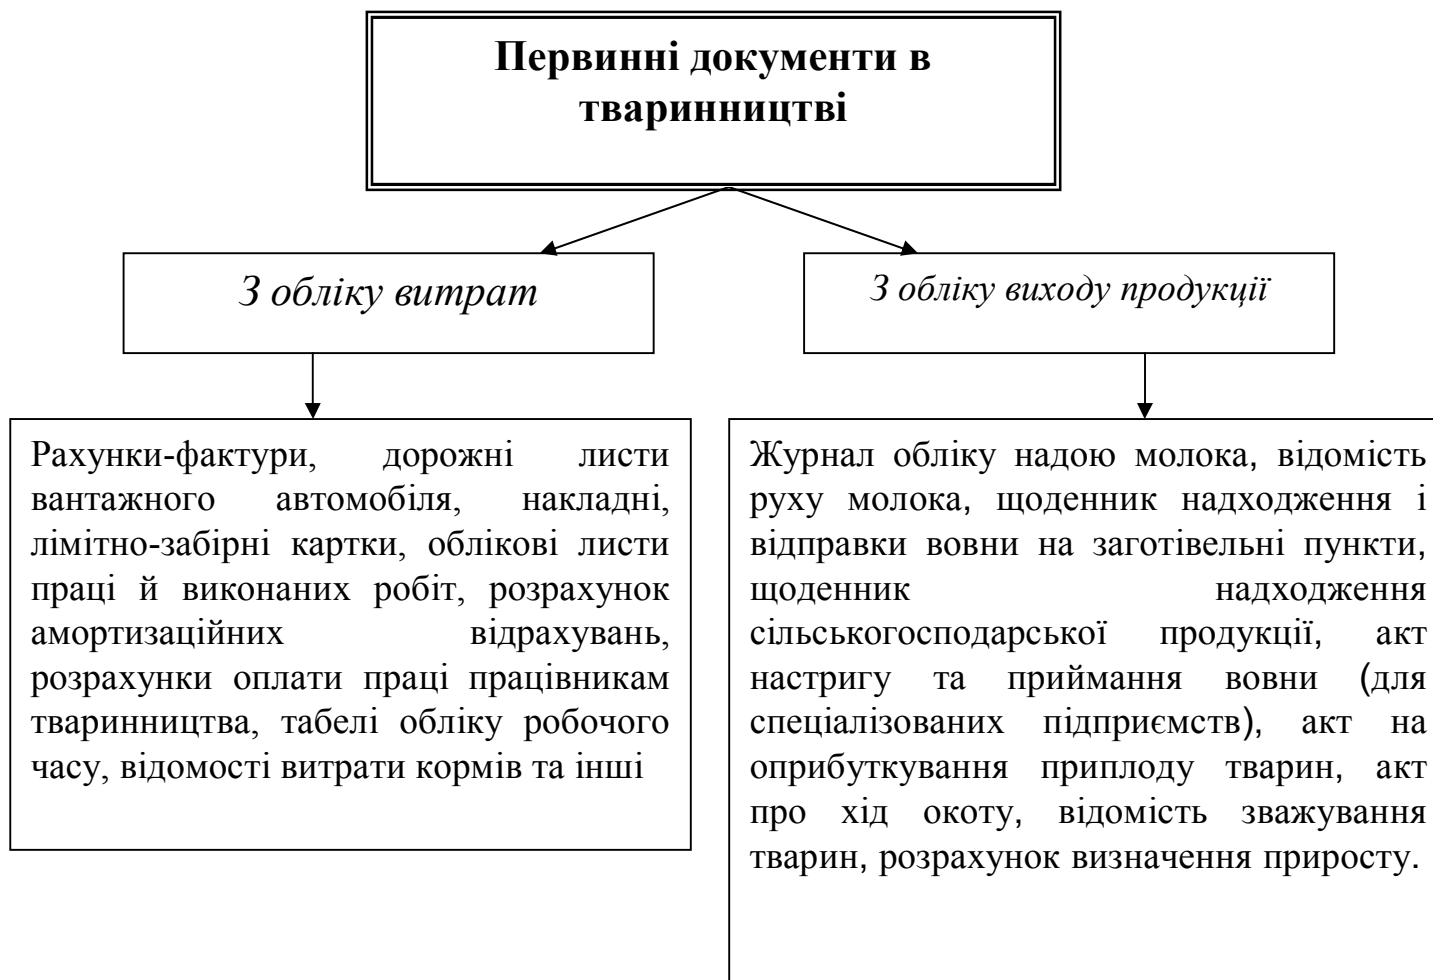 Первинні документи в
тваринництві
З обліку витрат
З обліку виходу продукції
Рахунки-фактури, дорожні листи
вантажного автомобіля, накладні,
лімітно-забірні картки, облікові листи
праці й виконаних робіт, розрахунок
амортизаційних відрахувань,
розрахунки оплати праці працівникам
тваринництва, табелі обліку робочого
часу, відомості витрати кормів та інші
Журнал обліку надою молока, відомість
руху молока, щоденник надходження і
відправки вовни на заготівельні пункти,
щоденник надходження
сільськогосподарської продукції, акт
настригу та приймання вовни (для
спеціалізованих підприємств), акт на
оприбуткування приплоду тварин, акт
про хід окоту, відомість зважування
тварин, розрахунок визначення приросту.